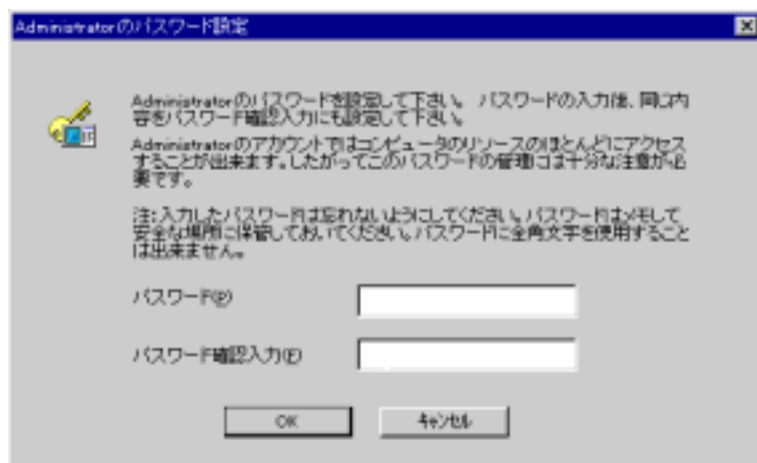 Administratorのパスワード設定
Administratorのパスワードを設定して下さい。 パスワードの入力後、同じ内
容をパスワード確認入力にも設定して下さい。
Administratorのアカウントではコンピュータのリソースのほとんどにアクセス
することが出来ます。したがってこのパスワードの管理には十分な注意が必
要です。
注:入力したパスワードは忘れないようにしてください。パスワードはメモして
安全な場所に保管しておいてください。パスワードに全角文字を使用すること
は出来ません。
パスワード(P)
パスワード確認入力(F)
OK
キャンセル